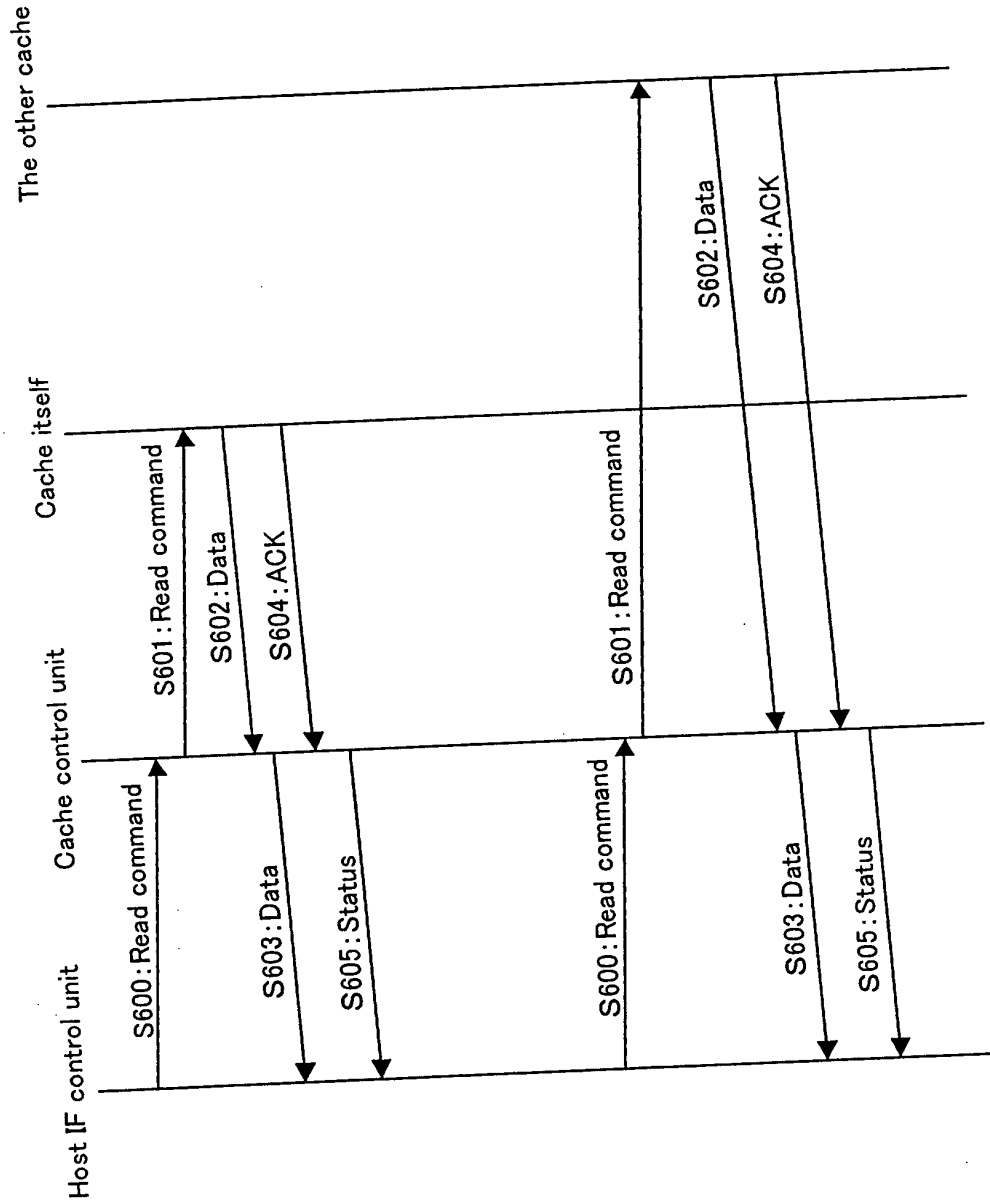 Host IF control unit
Cache control unit
Cache itself
The other cache
S600:Read command
S601:Read command
S602:Data
S603:Data
S604:ACK
S605:Status
S600:Read command
S601:Read command
S602:Data
S603:Data
S604:ACK
S605:Status